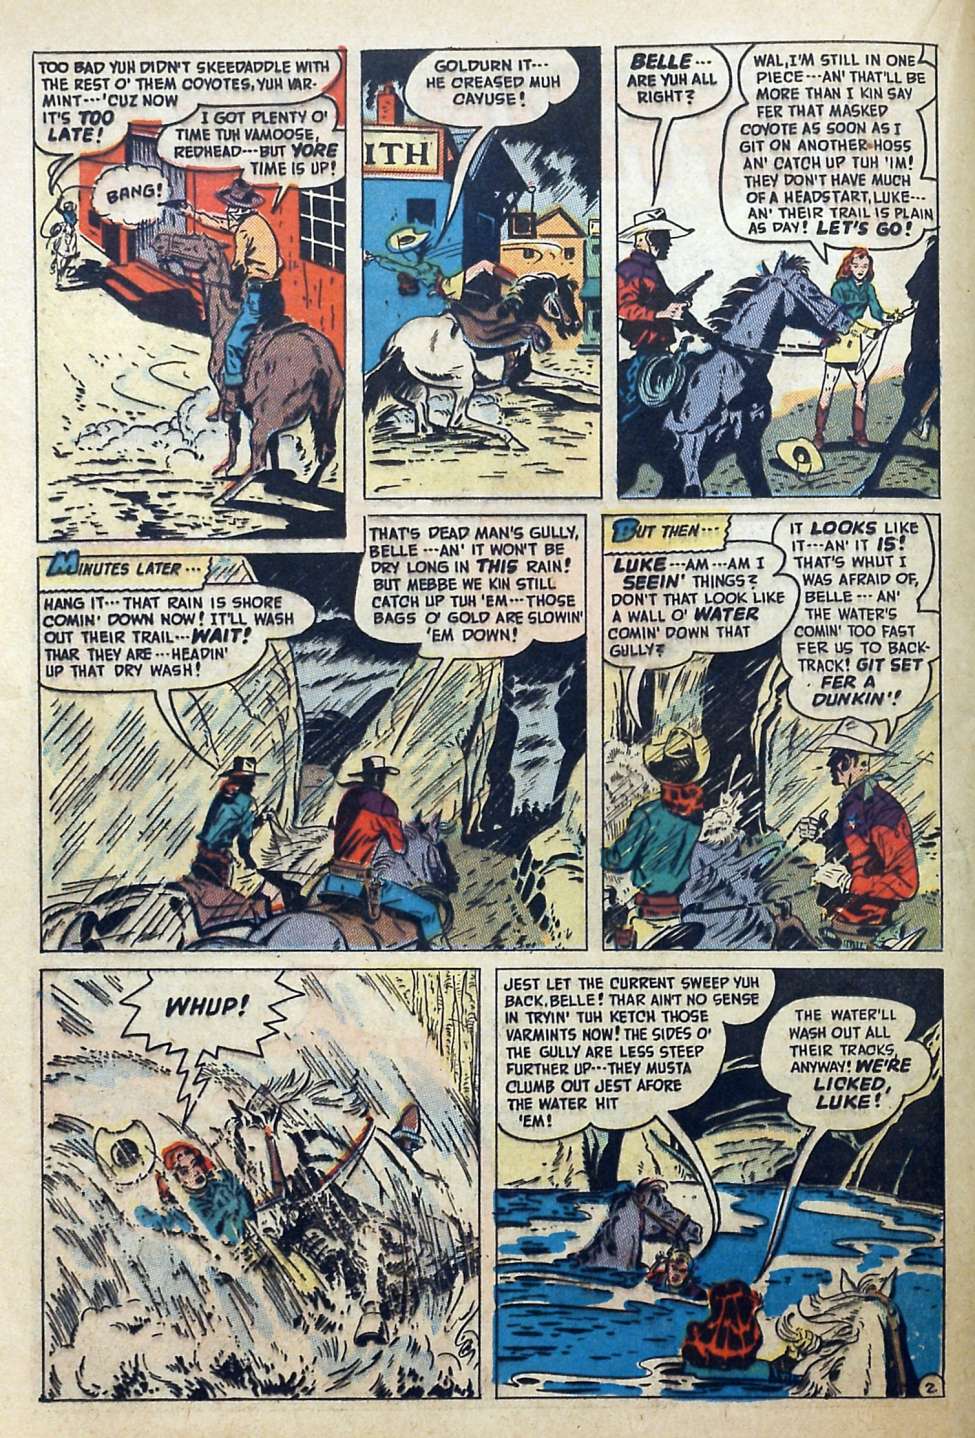 TOO BAD YUH DIDN'T SKEEDADDLE WITH
THE REST O' THEM COYOTES, YUH VAR-
MINT---'CUZ NOW
IT'S TOO
LATE!
I GOT PLENTY O'
TIME TUH VAMOOSE,
REDHEAD---BUT YORE
TIME IS UP!
BANG!
GOLDURN IT---
HE CREASED MUH
CAYUSE!
ITH
BELLE---
ARE YUH ALL
RIGHT?
WAL, I'M STILL IN ONE
PIECE---AN' THAT'LL BE
MORE THAN I KIN SAY
FER THAT MASKED
COYOTE AS SOON AS I
GIT ON ANOTHER HOSS
AN' CATCH UP TUH 'IM!
THEY DON'T HAVE MUCH
OF A HEADSTART, LUKE---
AN' THEIR TRAIL IS PLAIN
AS DAY! LET'S GO!
MINUTES LATER---
HANG IT---THAT RAIN IS SHORE
COMIN' DOWN NOW! IT'LL WASH
OUT THEIR TRAIL---WAIT!
THAR THEY ARE---HEADIN'
UP THAT DRY WASH!
THAT'S DEAD MAN'S GULLY,
BELLE---AN' IT WON'T BE
DRY LONG IN THIS RAIN!
BUT MEBBE WE KIN STILL
CATCH UP TUH 'EM---THOSE
BAGS O' GOLD ARE SLOWIN'
'EM DOWN!
BUT THEN---
LUKE---AM---AM I
SEEIN' THINGS?
DON'T THAT LOOK LIKE
A WALL O' WATER
COMIN' DOWN THAT
GULLY?
IT LOOKS LIKE
IT---AN' IT IS!
THAT'S WHUT I
WAS AFRAID OF,
BELLE---AN'
THE WATER'S
COMIN' TOO FAST
FER US TO BACK-
TRACK! GIT SET
FER A
DUNKIN'!
WHUP!
JEST LET THE CURRENT SWEEP YUH
BACK, BELLE! THAR AIN'T NO SENSE
IN TRYIN' TUH KETCH THOSE
VARMINTS NOW! THE SIDES O'
THE GULLY ARE LESS STEEP
FURTHER UP---THEY MUSTA
CLUMB OUT JEST AFORE
THE WATER HIT
'EM!
THE WATER'LL
WASH OUT ALL
THEIR TRACKS,
ANYWAY! WE'RE
LICKED,
LUKE!
2